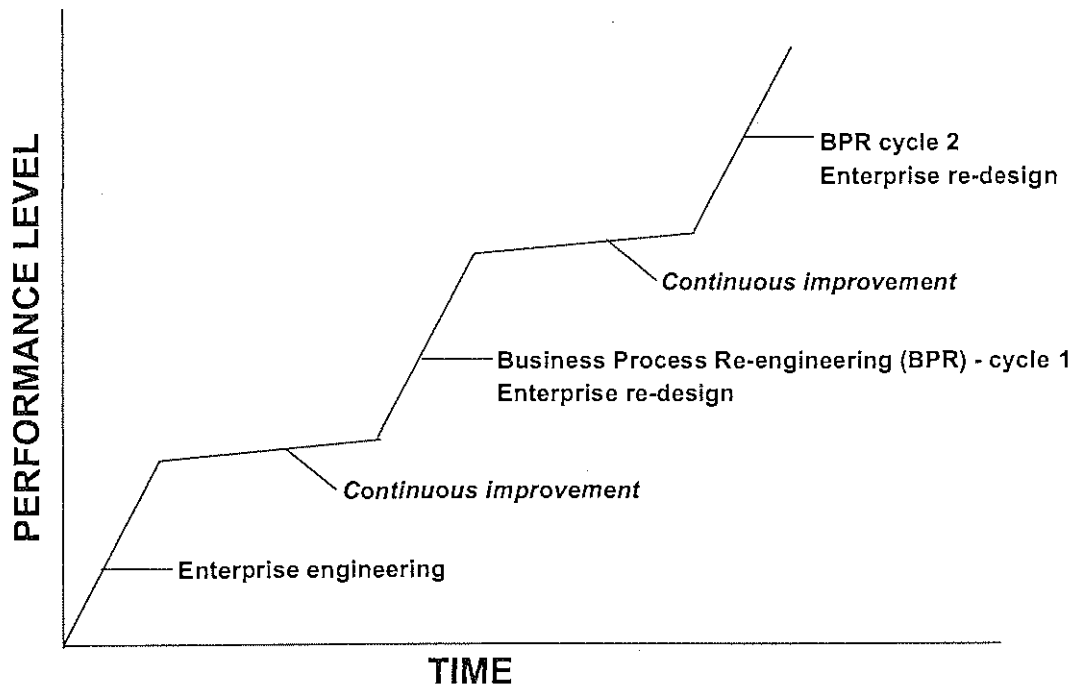 PERFORMANCE LEVEL
BPR cycle 2
Enterprise re-design
Continuous improvement
Business Process Re-engineering (BPR) - cycle 1
Enterprise re-design
Continuous improvement
Enterprise engineering
TIME